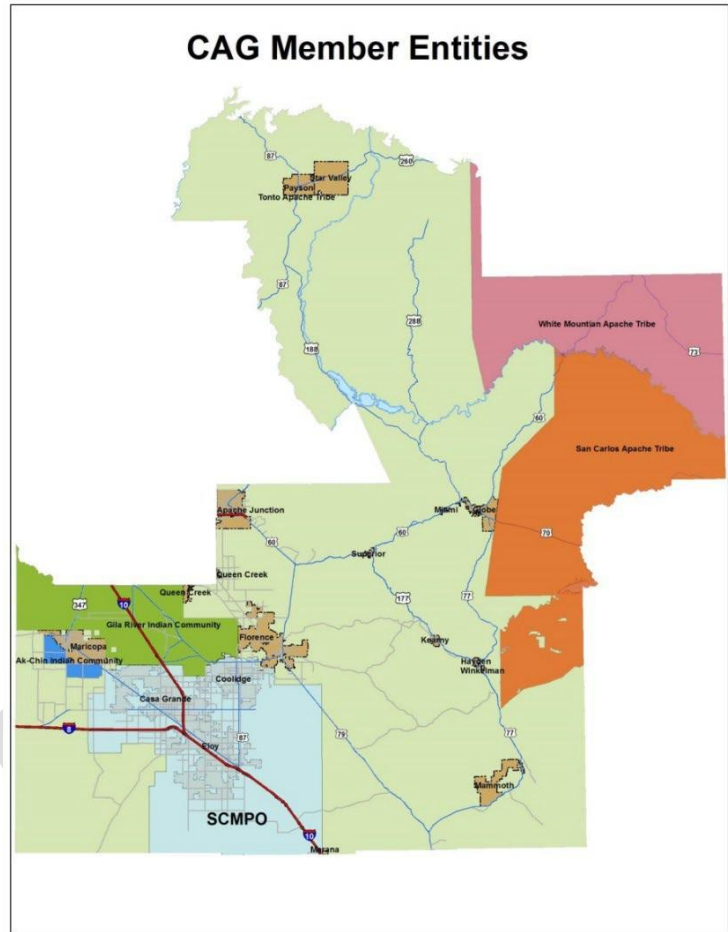 CAG Member Entities
87
260
Star Valley
Payson
Tonto Apache Tribe
87
288
188
White Mountian Apache Tribe
73
60
San Carlos Apache Tribe
Apache Junction
Miami
Globe
60
60
70
Superior
Queen Creek
Queen Creek
347
10
177
77
Gila River Indian Community
Florence
Maricopa
Kearny
Ak-Chin Indian Community
Hayden
Winkelman
Coolidge
Casa Grande
8
87
79
77
Eloy
Mammoth
SCMPO
10
Marana